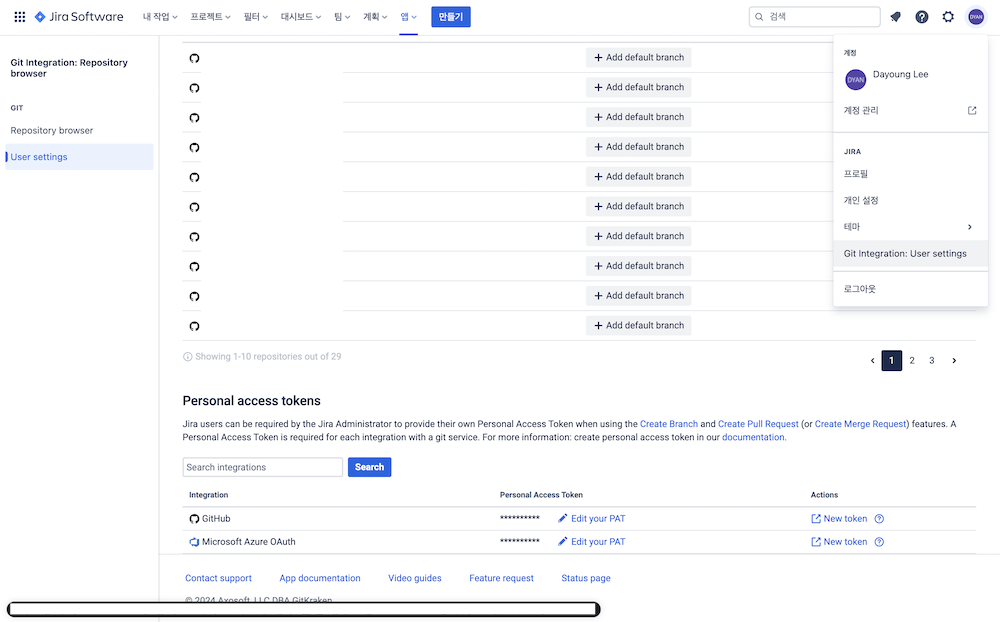 Jira Software 내 작업 프로젝트 필터 대시보드 팀 계획 앱 만들기 검색 DYAN
Git Integration: Repository
browser
GIT
Repository browser
User settings
Add default branch
Add default branch
Add default branch
Add default branch
Add default branch
Add default branch
Add default branch
Add default branch
Add default branch
Add default branch
Showing 1-10 repositories out of 29
1 2 3
계정
DYAN Dayoung Lee
계정 관리
JIRA
프로필
개인 설정
테마
Git Integration: User settings
로그아웃
Personal access tokens
Jira users can be required by the Jira Administrator to provide their own Personal Access Token when using the Create Branch and Create Pull Request (or Create Merge Request) features. A
Personal Access Token is required for each integration with a git service. For more information: create personal access token in our documentation.
Search integrations Search
Integration Personal Access Token Actions
GitHub ********** Edit your PAT New token
Microsoft Azure OAuth ********** Edit your PAT New token
Contact support App documentation Video guides Feature request Status page
© 2024 Axosoft, LLC DBA GitKraken